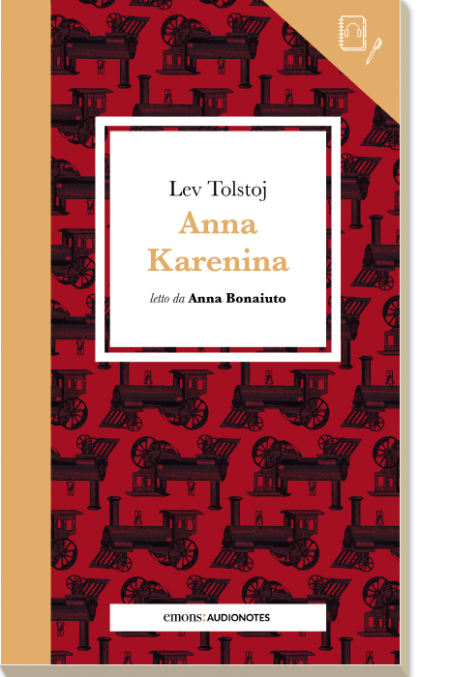 Lev Tolstoj
Anna
Karenina
letto da Anna Bonaiuto
emons:AUDIONOTES